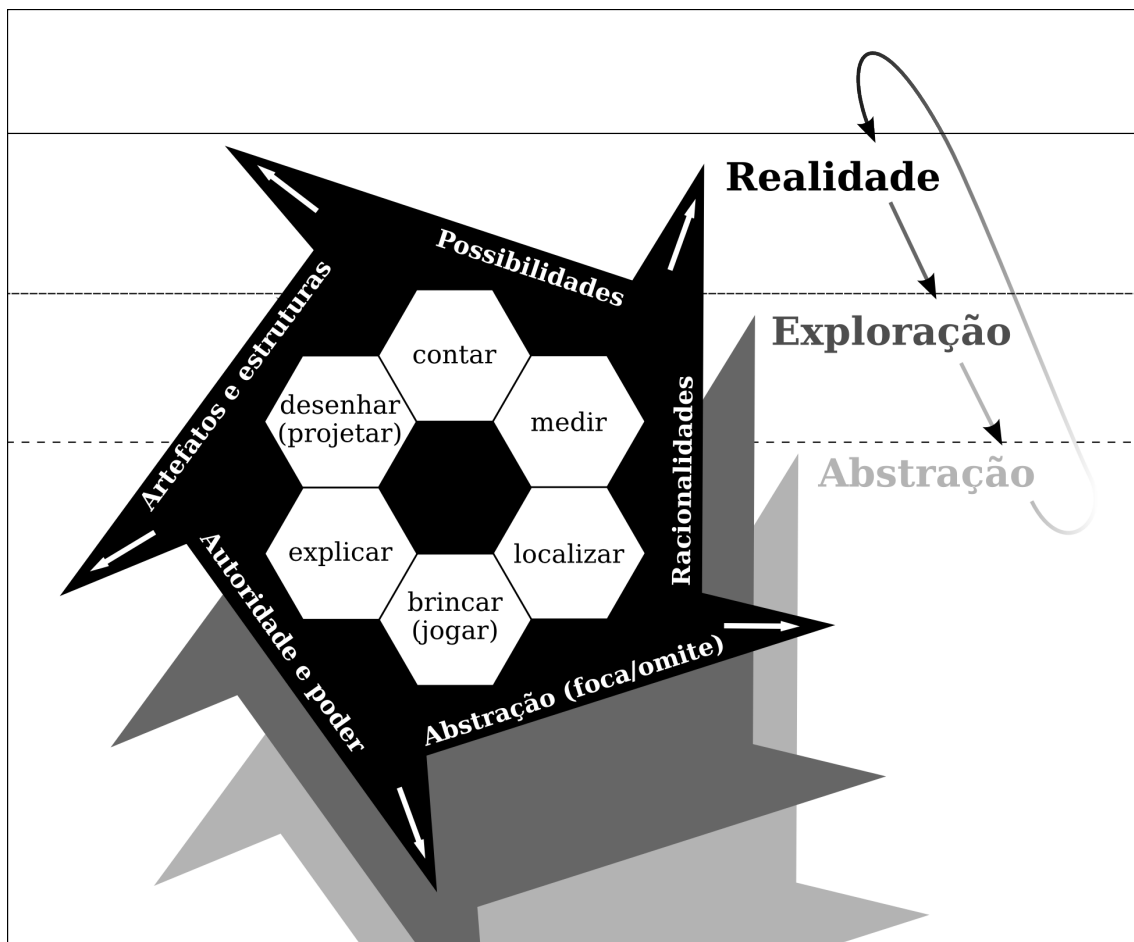 Realidade
Exploração
Abstração
Possibilidades
Artefatos e estruturas
Racionalidades
Autoridade e poder
Abstração (foca/omite)
contar
desenhar
(projetar)
medir
explicar
localizar
brincar
(jogar)